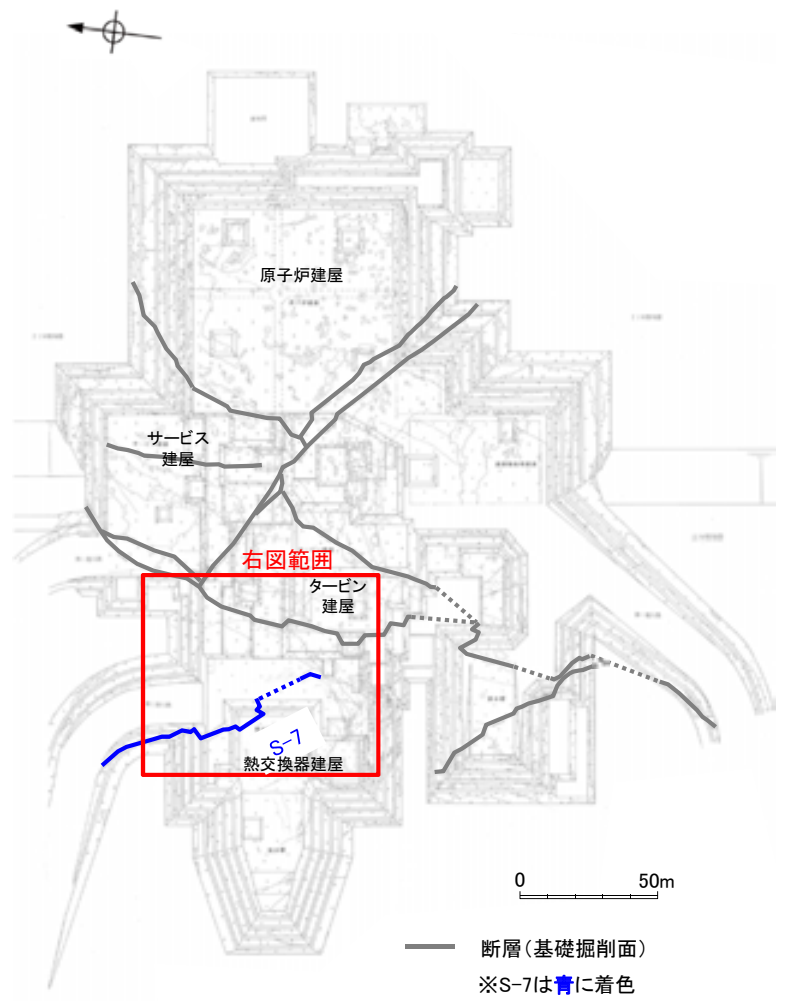 原子炉建屋
サービス
建屋
右図範囲
タービン
建屋
S-7
熱交換器建屋
0 50m
断層(基礎掘削面)
※S-7は青に着色